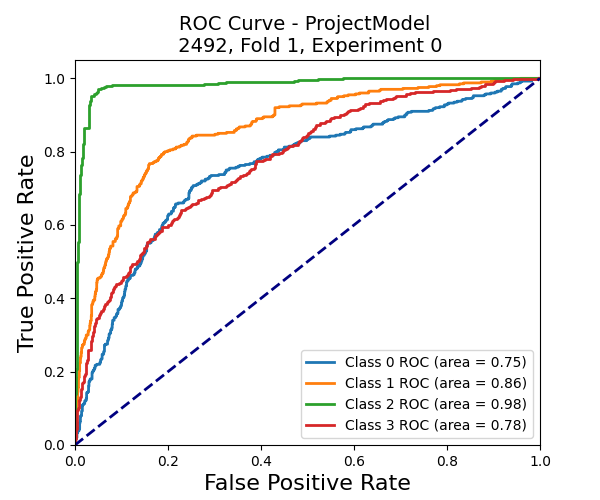 ROC Curve - ProjectModel
2492, Fold 1, Experiment 0
True Positive Rate
1.0
0.8
0.6
0.4
0.2
0.0
0.0 0.2 0.4 0.6 0.8 1.0
False Positive Rate
Class 0 ROC (area = 0.75)
Class 1 ROC (area = 0.86)
Class 2 ROC (area = 0.98)
Class 3 ROC (area = 0.78)